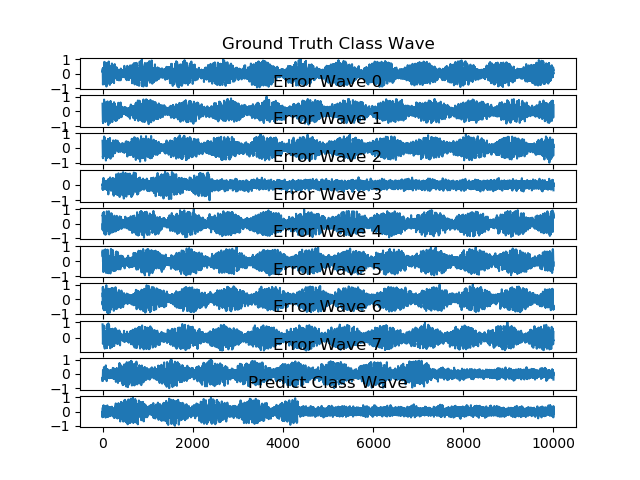 Ground Truth Class Wave
1
0
−1
Error Wave 0
1
0
−1
Error Wave 1
1
0
−1
Error Wave 2
0
−1
Error Wave 3
1
0
−1
Error Wave 4
1
0
−1
Error Wave 5
1
0
−1
Error Wave 6
1
0
Error Wave 7
1
0
−1
Predict Class Wave
1
0
−1
0 2000 4000 6000 8000 10000